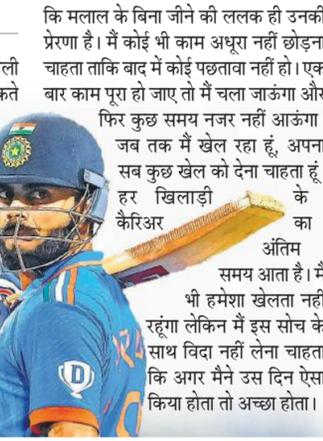 कि मलाल के बिना जीने की ललक ही उनकी
प्रेरणा है। मैं कोई भी काम अधूरा नहीं छोड़ना
चाहता ताकि बाद में कोई पछतावा नहीं हो। एक
बार काम पूरा हो जाए तो मैं चला जाऊंगा और
फिर कुछ समय नजर नहीं आऊंगा
जब तक मैं खेल रहा हूं, अपना
सब कुछ खेल को देना चाहता हूं
हर खिलाड़ी के
कैरिअर का
अंतिम
समय आता है। मैं
भी हमेशा खेलता नहीं
रहूंगा लेकिन मैं इस सोच के
साथ विदा नहीं लेना चाहता
कि अगर मैने उस दिन ऐसा
किया होता तो अच्छा होता।